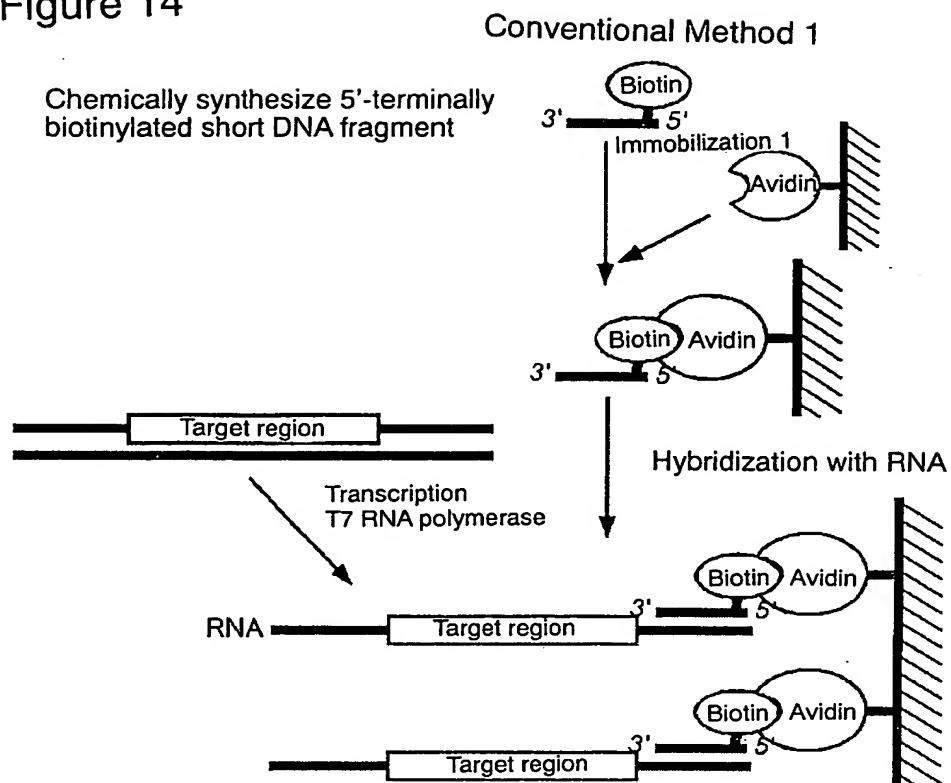 Figure 14
Conventional Method 1
Chemically synthesize 5'-terminally
biotinylated short DNA fragment
Biotin
3' 5'
Immobilization 1
Avidin
Biotin Avidin
3' 5'
Target region
Hybridization with RNA
Transcription
T7 RNA polymerase
Biotin Avidin
3' 5'
RNA Target region
Biotin Avidin
3' 5'
Target region